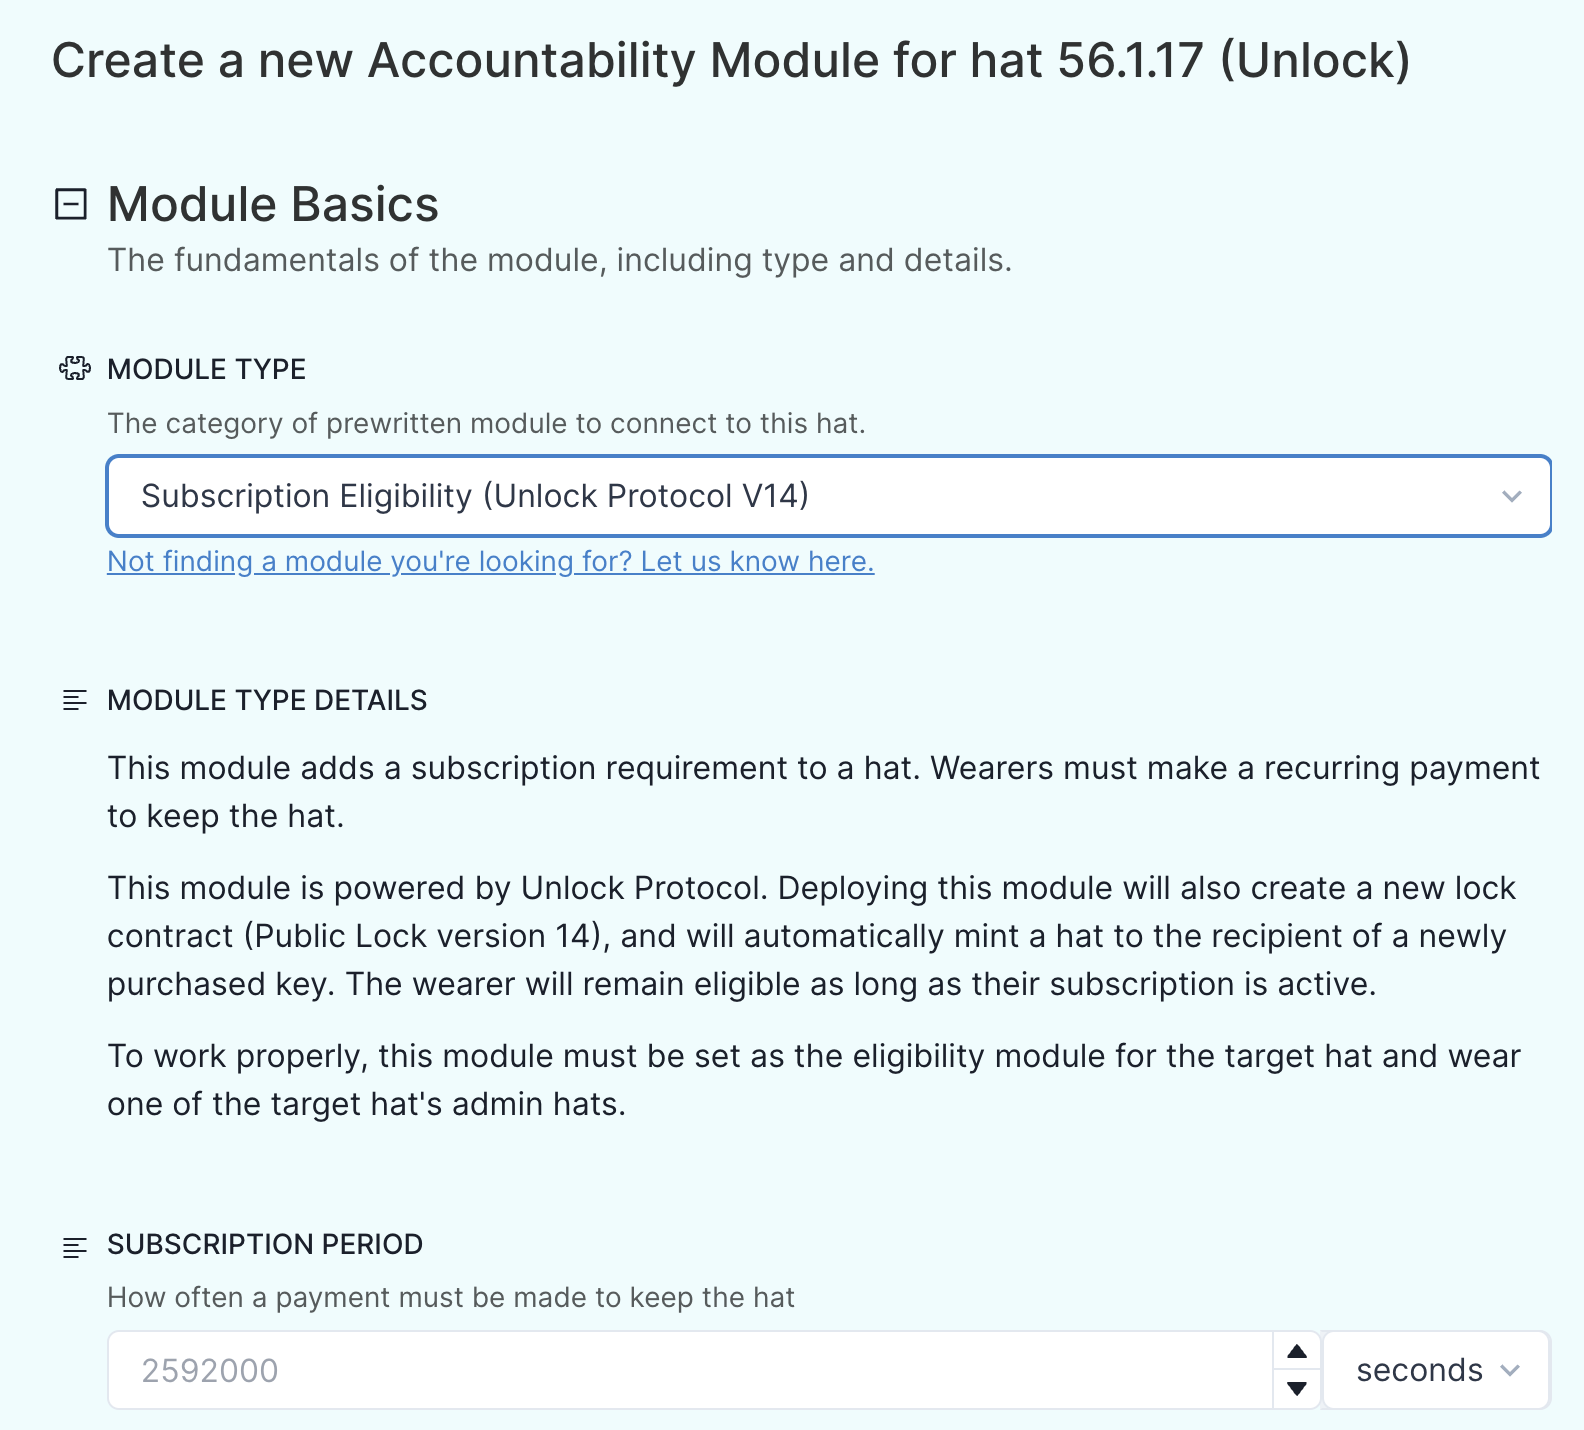 Create a new Accountability Module for hat 56.1.17 (Unlock)
Module Basics
The fundamentals of the module, including type and details.
MODULE TYPE
The category of prewritten module to connect to this hat.
Subscription Eligibility (Unlock Protocol V14)
Not finding a module you're looking for? Let us know here.
MODULE TYPE DETAILS
This module adds a subscription requirement to a hat. Wearers must make a recurring payment
to keep the hat.
This module is powered by Unlock Protocol. Deploying this module will also create a new lock
contract (Public Lock version 14), and will automatically mint a hat to the recipient of a newly
purchased key. The wearer will remain eligible as long as their subscription is active.
To work properly, this module must be set as the eligibility module for the target hat and wear
one of the target hat's admin hats.
SUBSCRIPTION PERIOD
How often a payment must be made to keep the hat
2592000 seconds